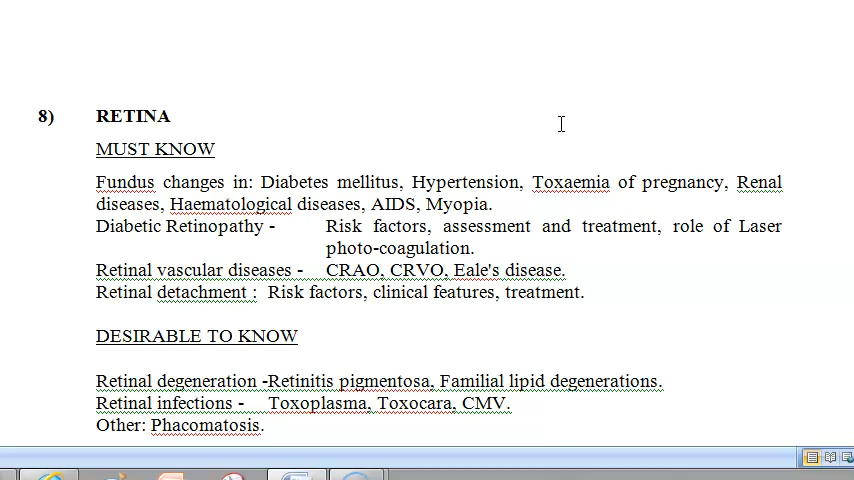 8) RETINA
MUST KNOW
Fundus changes in: Diabetes mellitus, Hypertension, Toxaemia of pregnancy, Renal
diseases, Haematological diseases, AIDS, Myopia.
Diabetic Retinopathy - Risk factors, assessment and treatment, role of Laser
photo-coagulation.
Retinal vascular diseases - CRAO, CRVO, Eale's disease.
Retinal detachment : Risk factors, clinical features, treatment.
DESIRABLE TO KNOW
Retinal degeneration -Retinitis pigmentosa, Familial lipid degenerations.
Retinal infections - Toxoplasma, Toxocara, CMV.
Other: Phacomatosis.